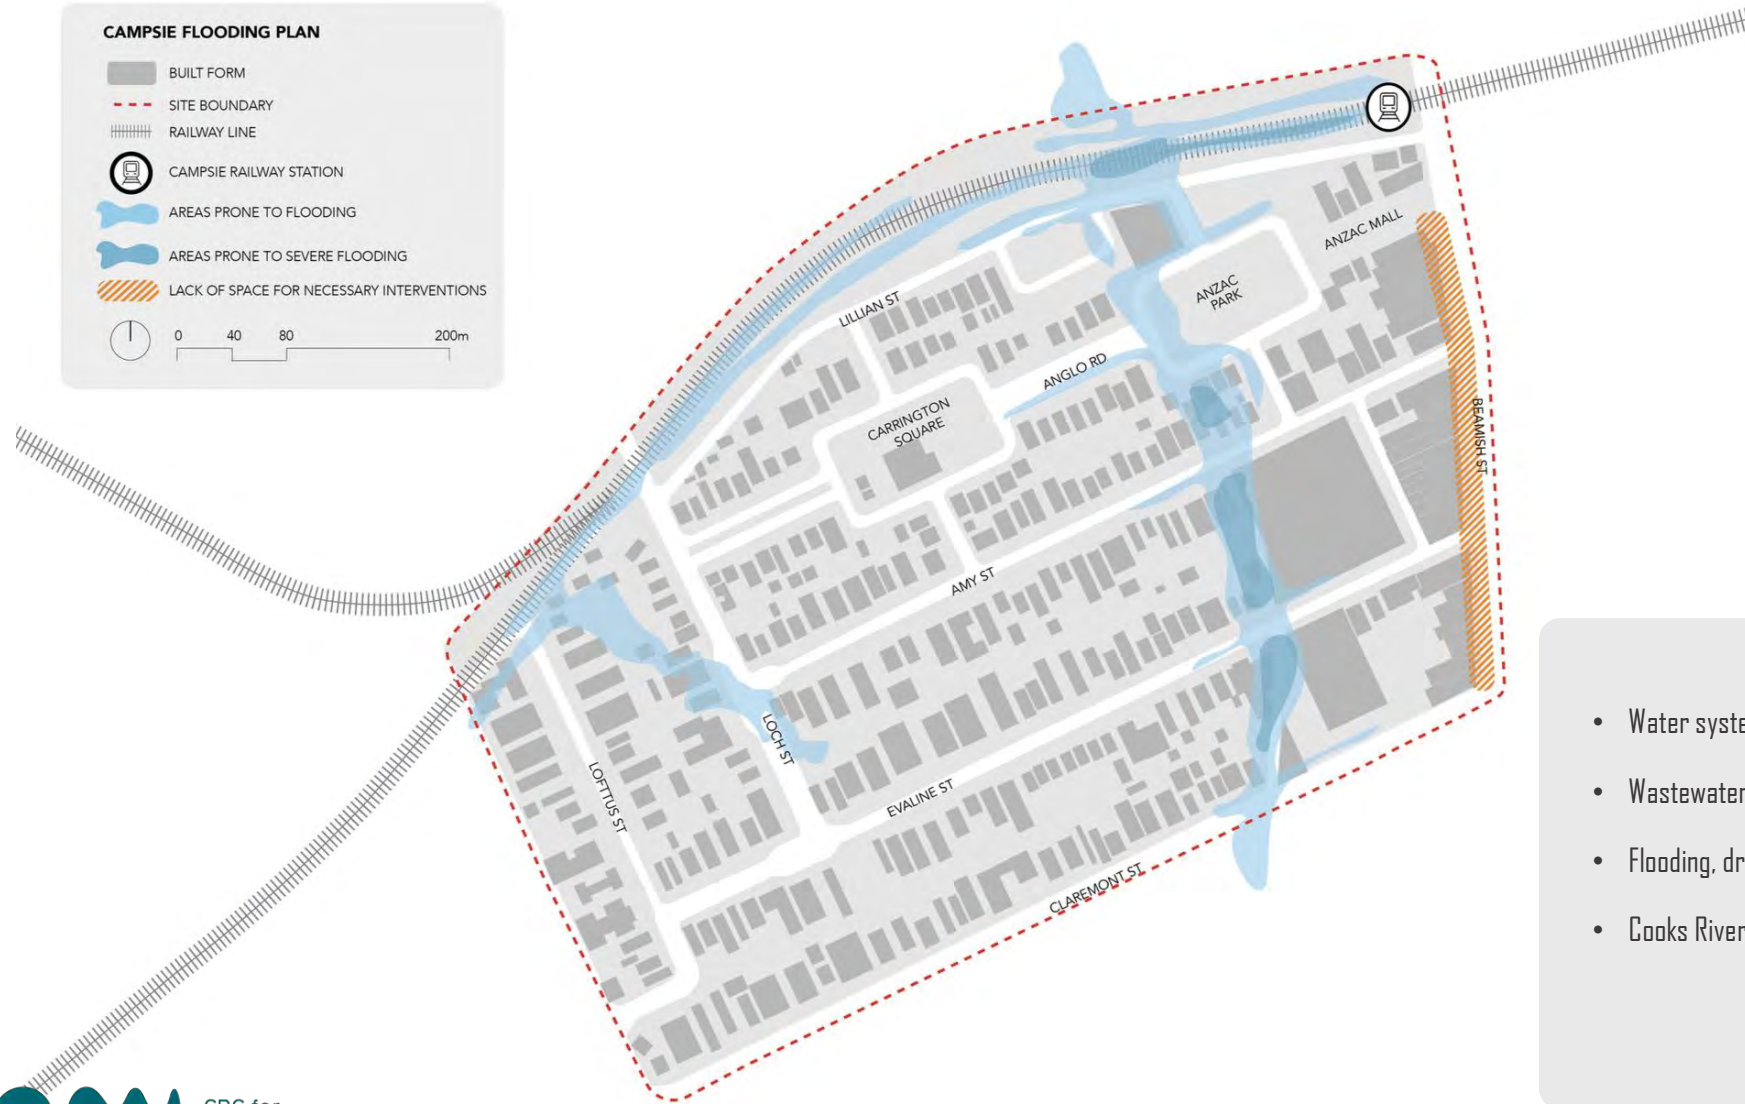 CAMPSIE FLOODING PLAN
BUILT FORM
SITE BOUNDARY
RAILWAY LINE
CAMPSIE RAILWAY STATION
AREAS PRONE TO FLOODING
AREAS PRONE TO SEVERE FLOODING
LACK OF SPACE FOR NECESSARY INTERVENTIONS
0 40 80 200m
ANZAC MALL
ANZAC
PARK
LILLIAN ST
ANGLO RD
CARRINGTON
SQUARE
BEAMISH ST
AMY ST
LOCH ST
LOFTTUS ST
EVALINE ST
CLAREMONT ST
• Water syste
• Wastewater
• Flooding, dr
• Cooks River